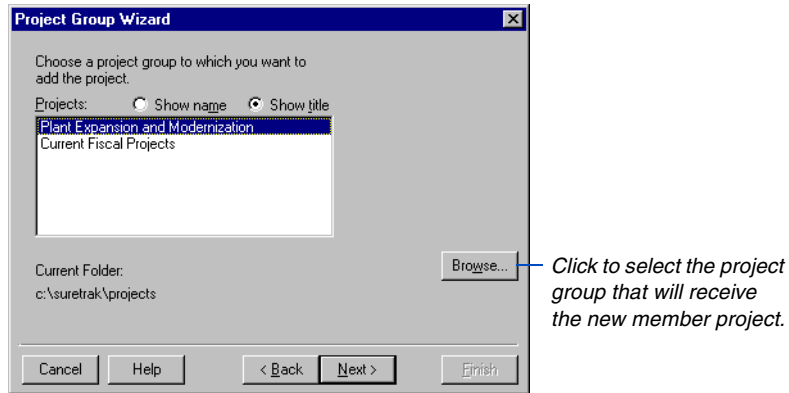 Project Group Wizard
Choose a project group to which you want to
add the project.
Projects: Show name Show title
Plant Expansion and Modernization
Current Fiscal Projects
Current Folder:
c:\suretrak\projects
Browse...
Click to select the project
group that will receive
the new member project.
Cancel Help < Back Next > Finish